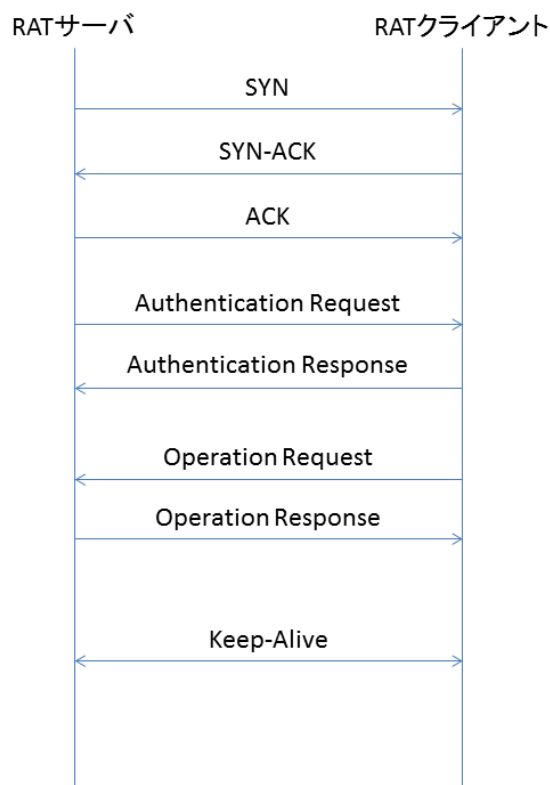 RATサーバ
RATクライアント
SYN
SYN-ACK
ACK
Authentication Request
Authentication Response
Operation Request
Operation Response
Keep-Alive